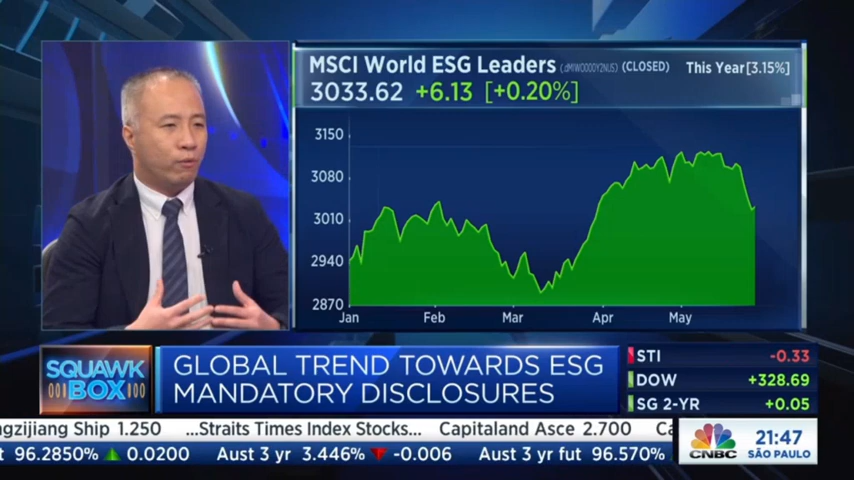 MSCI World ESG Leaders (dMIWO0000Y2NUS) (CLOSED) This Year[3.15%]
3033.62 +6.13 [+0.20%]
3150
3080
3010
2940
2870
Jan Feb Mar Apr May
SQUAWK
BOX
001 100
GLOBAL TREND TOWARDS ESG
MANDATORY DISCLOSURES
STI -0.33
DOW +328.69
SG 2-YR +0.05
ngzijiang Ship 1.250 ...Straits Times Index Stocks... Capitaland Asce 2.700 Ca
96.2850% 0.0200 Aust 3 yr 3.446% -0.006 Aust 3 yr fut 96.570%
CNBC
21:47
SÃO PAULO